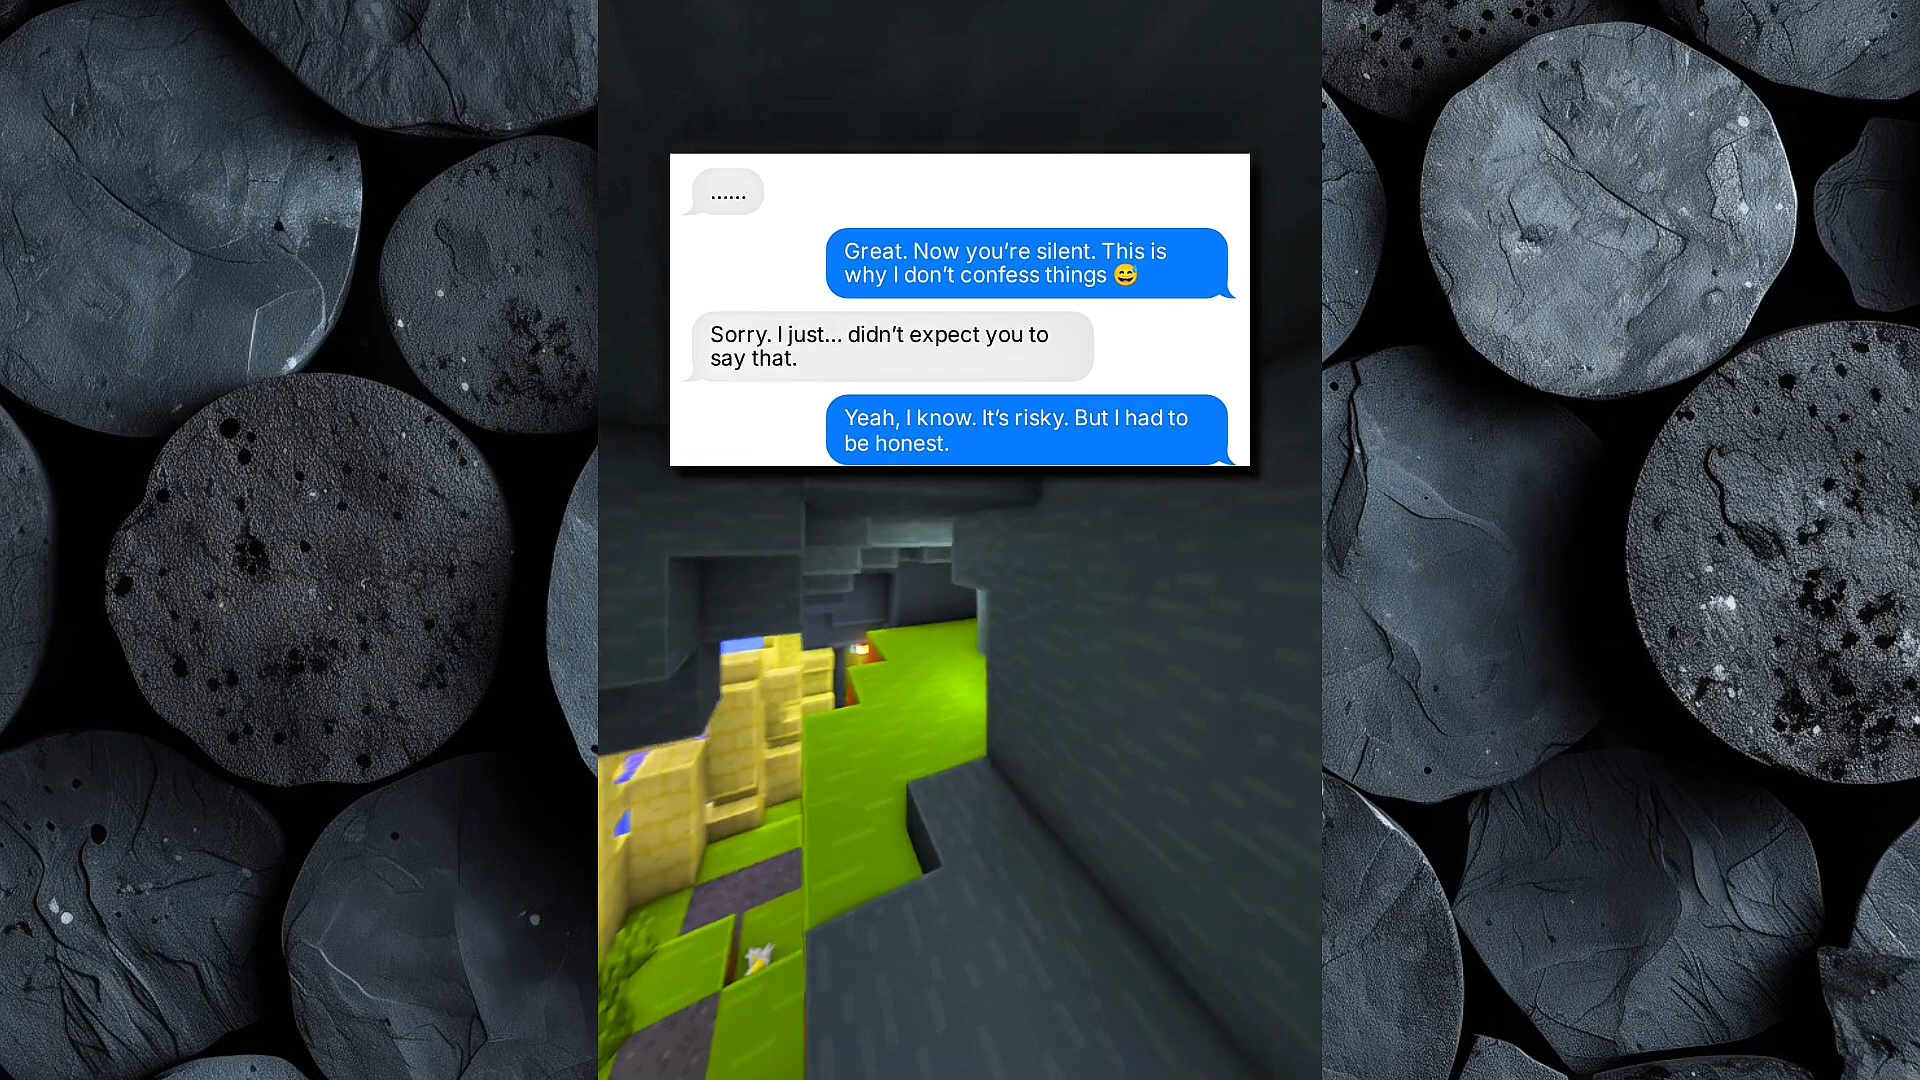 ......
Great. Now you’re silent. This is
why I don’t confess things 😅
Sorry. I just... didn’t expect you to
say that.
Yeah, I know. It’s risky. But I had to
be honest.